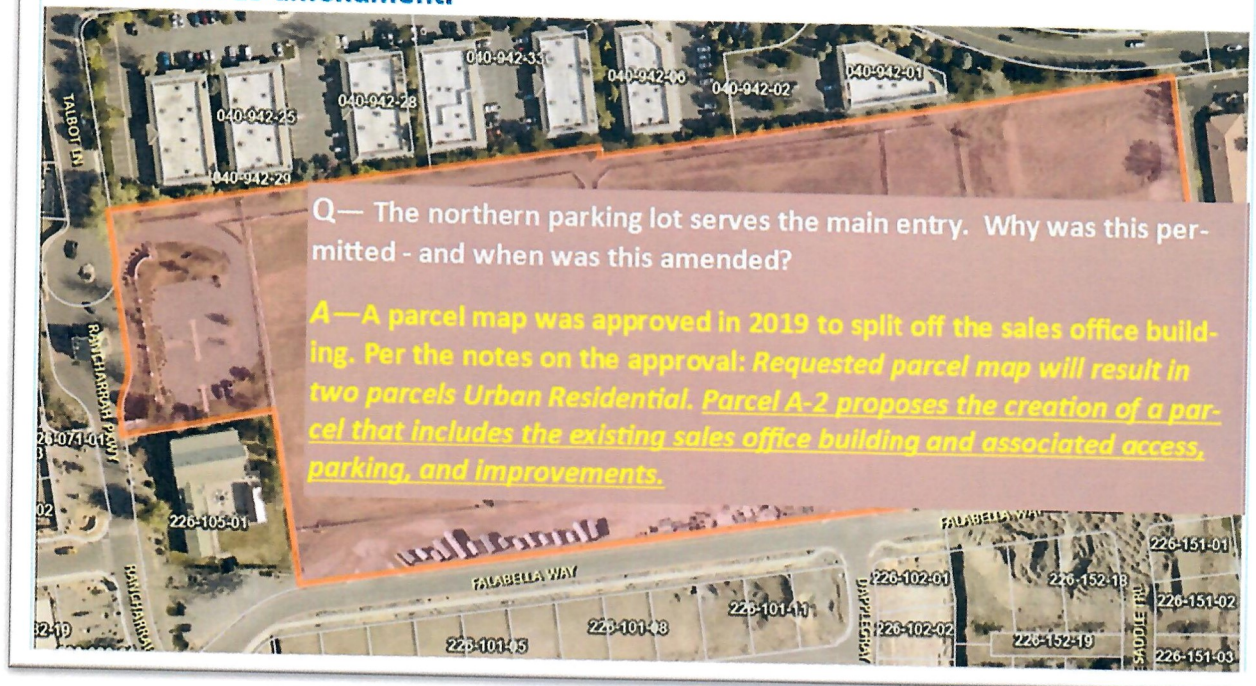 amendment.
TALBOT LN
040-942-25
040-942-28
040-942-33
040-942-06
040-942-02
040-942-01
040-942-29
Q— The northern parking lot serves the main entry. Why was this per-
mitted - and when was this amended?
A—A parcel map was approved in 2019 to split off the sales office build-
ing. Per the notes on the approval: Requested parcel map will result in
two parcels Urban Residential. Parcel A-2 proposes the creation of a par-
cel that includes the existing sales office building and associated access,
parking, and improvements.
RANCHARRAH PKWY
02
226-105-01
FALABELLA WAY
FALABELLA WAY
226-151-01
226-102-01
226-152-18
226-101-11
226-151-02
226-101-08
226-102-02
226-152-19
32-19
226-101-05
226-151-03
SADDLE TRL